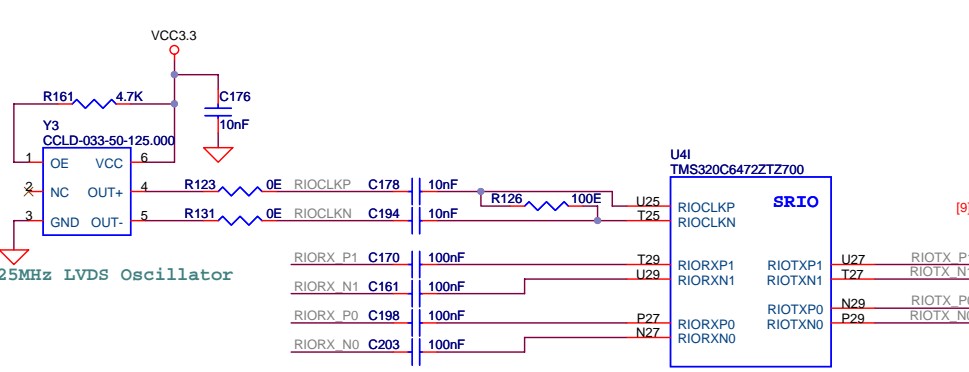 VCC3.3
R161 4.7K
C176
10nF
Y3
CCLD-033-50-125.000
1 OE VCC 6
2 NC OUT+ 4
3 GND OUT- 5
25MHz LVDS Oscillator
R123 0E RIOCLKP C178 10nF
R131 0E RIOCLKN C194 10nF
R126 100E
RIORX_P1 C170 100nF
RIORX_N1 C161 100nF
RIORX_P0 C198 100nF
RIORX_N0 C203 100nF
U4I
TMS320C6472ZTZ700
SRIO
U25 RIOCLKP
T25 RIOCLKN
T29 RIORXP1 RIOTXP1 U27 RIOTX_P1
U29 RIORXN1 RIOTXN1 T27 RIOTX_N1
P27 RIORXP0 RIOTXP0 N29 RIOTX_P0
N27 RIORXN0 RIOTXN0 P29 RIOTX_N0
[9]